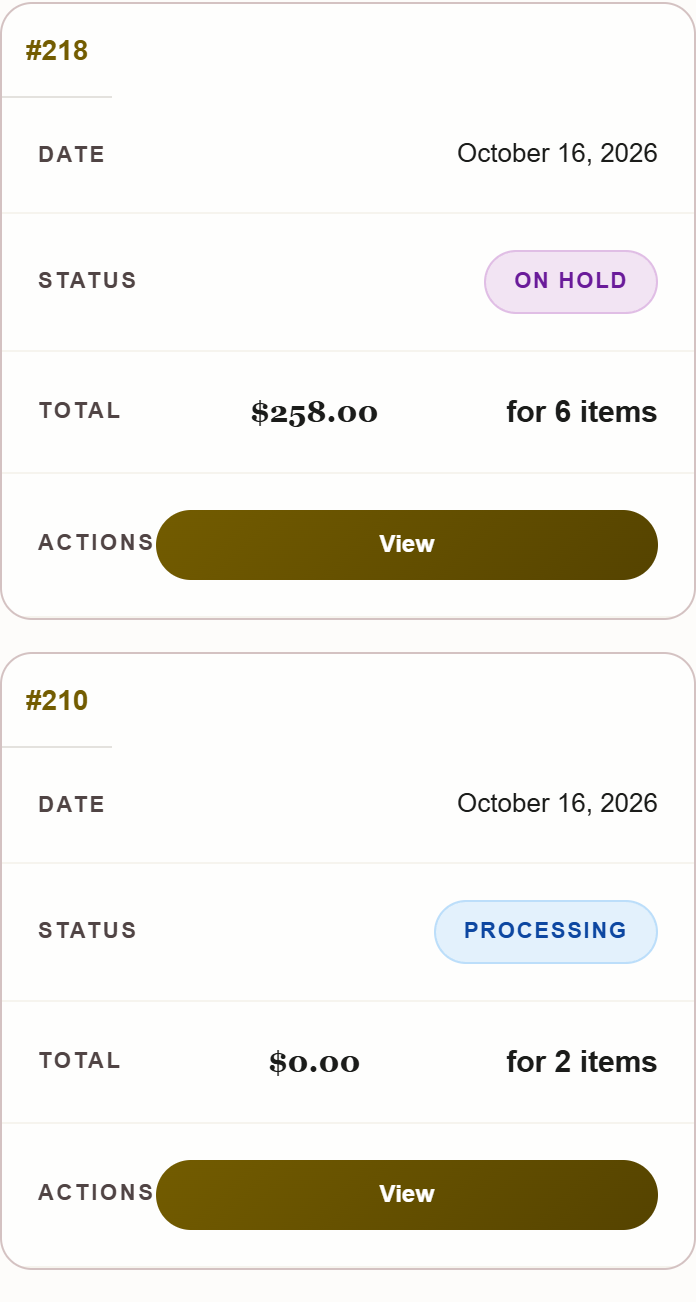 #218
DATE October 16, 2026
STATUS ON HOLD
TOTAL $258.00 for 6 items
ACTIONS View
#210
DATE October 16, 2026
STATUS PROCESSING
TOTAL $0.00 for 2 items
ACTIONS View